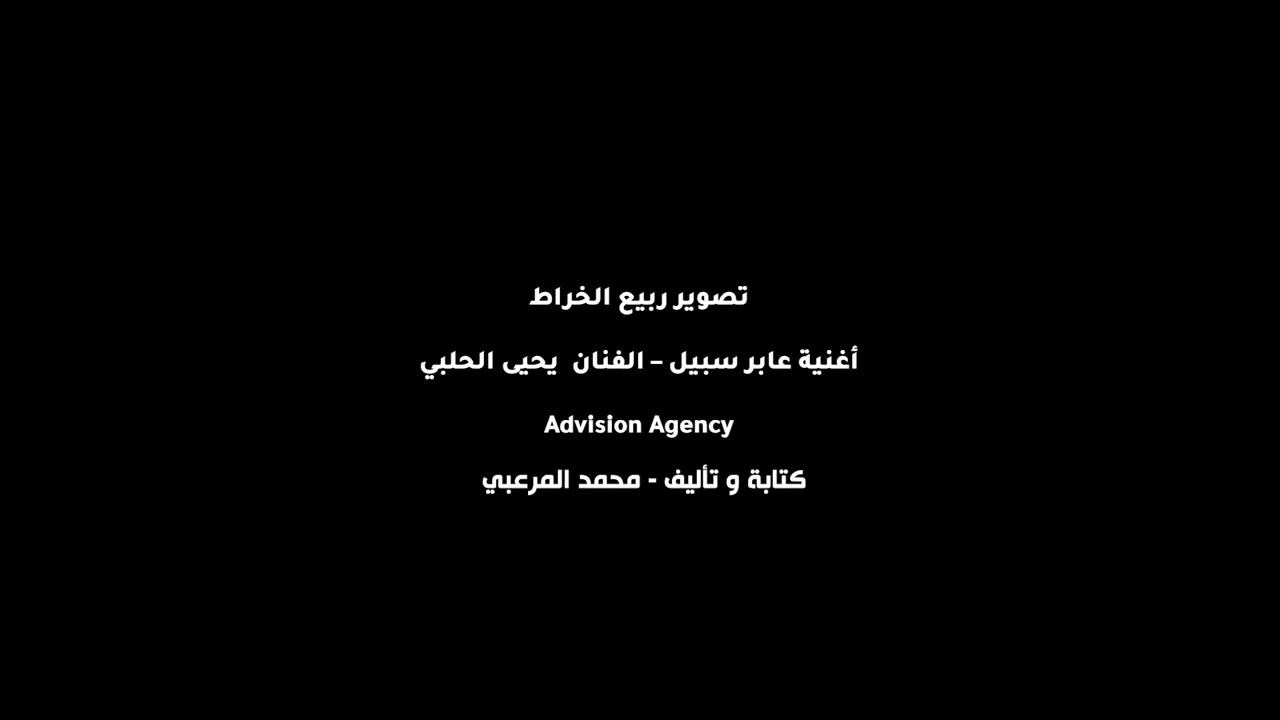 تصوير ربيع الخراط
أغنية عابر سبيل – الفنان يحيى الحلبي
Advision Agency
كتابة و تأليف - محمد المرعبي